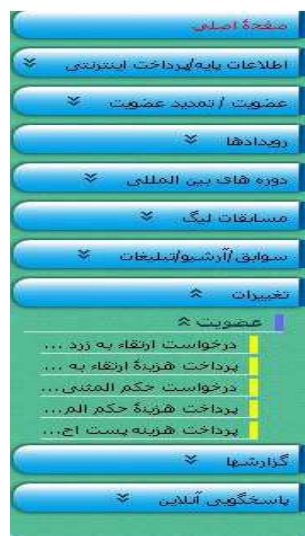 صفحهٔ اصلی
اطلاعات پایه/پرداخت اینترنتی
عضویت / تمدید عضویت
رویدادها
دوره های بین المللی
مسابقات لیگ
سوابق/آرشیو/تبلیغات
تغییرات
عضویت
درخواست ارتقاء به زرد ...
پرداخت هزینهٔ ارتقاء به ...
درخواست حکم المثنی...
پرداخت هزینهٔ حکم الم...
پرداخت هزینه پست اح...
گزارشها
پاسخگویی آنلاین